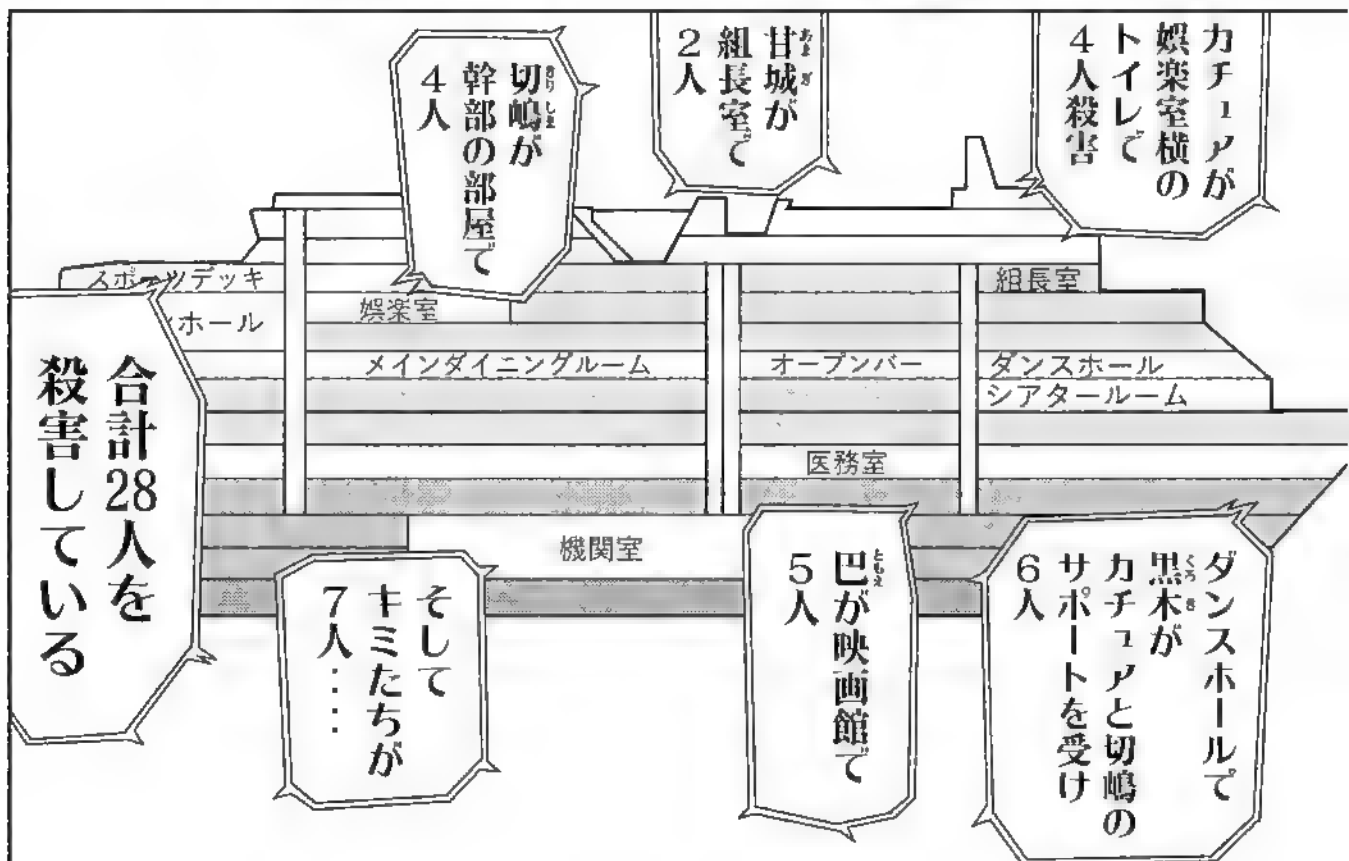 カチュアが
娯楽室横の
トイレで
4人殺害
甘城が
組長室で
2人
切嶋が
幹部の部屋で
4人
スポーツデッキ
娯楽室
組長室
ホール
メインダイニングルーム
オープンバー
ダンスホール
シアタールーム
医務室
機関室
ダンスホールで
黒木が
カチュアと切嶋の
サポートを受け
6人
巴が映画館で
5人
そして
キミたちが
7人……
合計28人を
殺害している